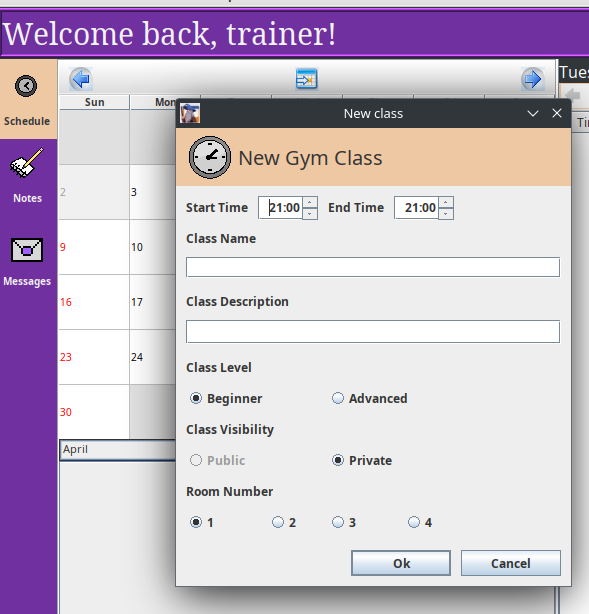 Welcome back, trainer!
Schedule
Notes
Messages
Sun
Mon
2
3
9
10
16
17
23
24
30
April
Tues
New class
New Gym Class
Start Time 21:00 End Time 21:00
Class Name
Class Description
Class Level
Beginner Advanced
Class Visibility
Public Private
Room Number
1 2 3 4
Ok Cancel